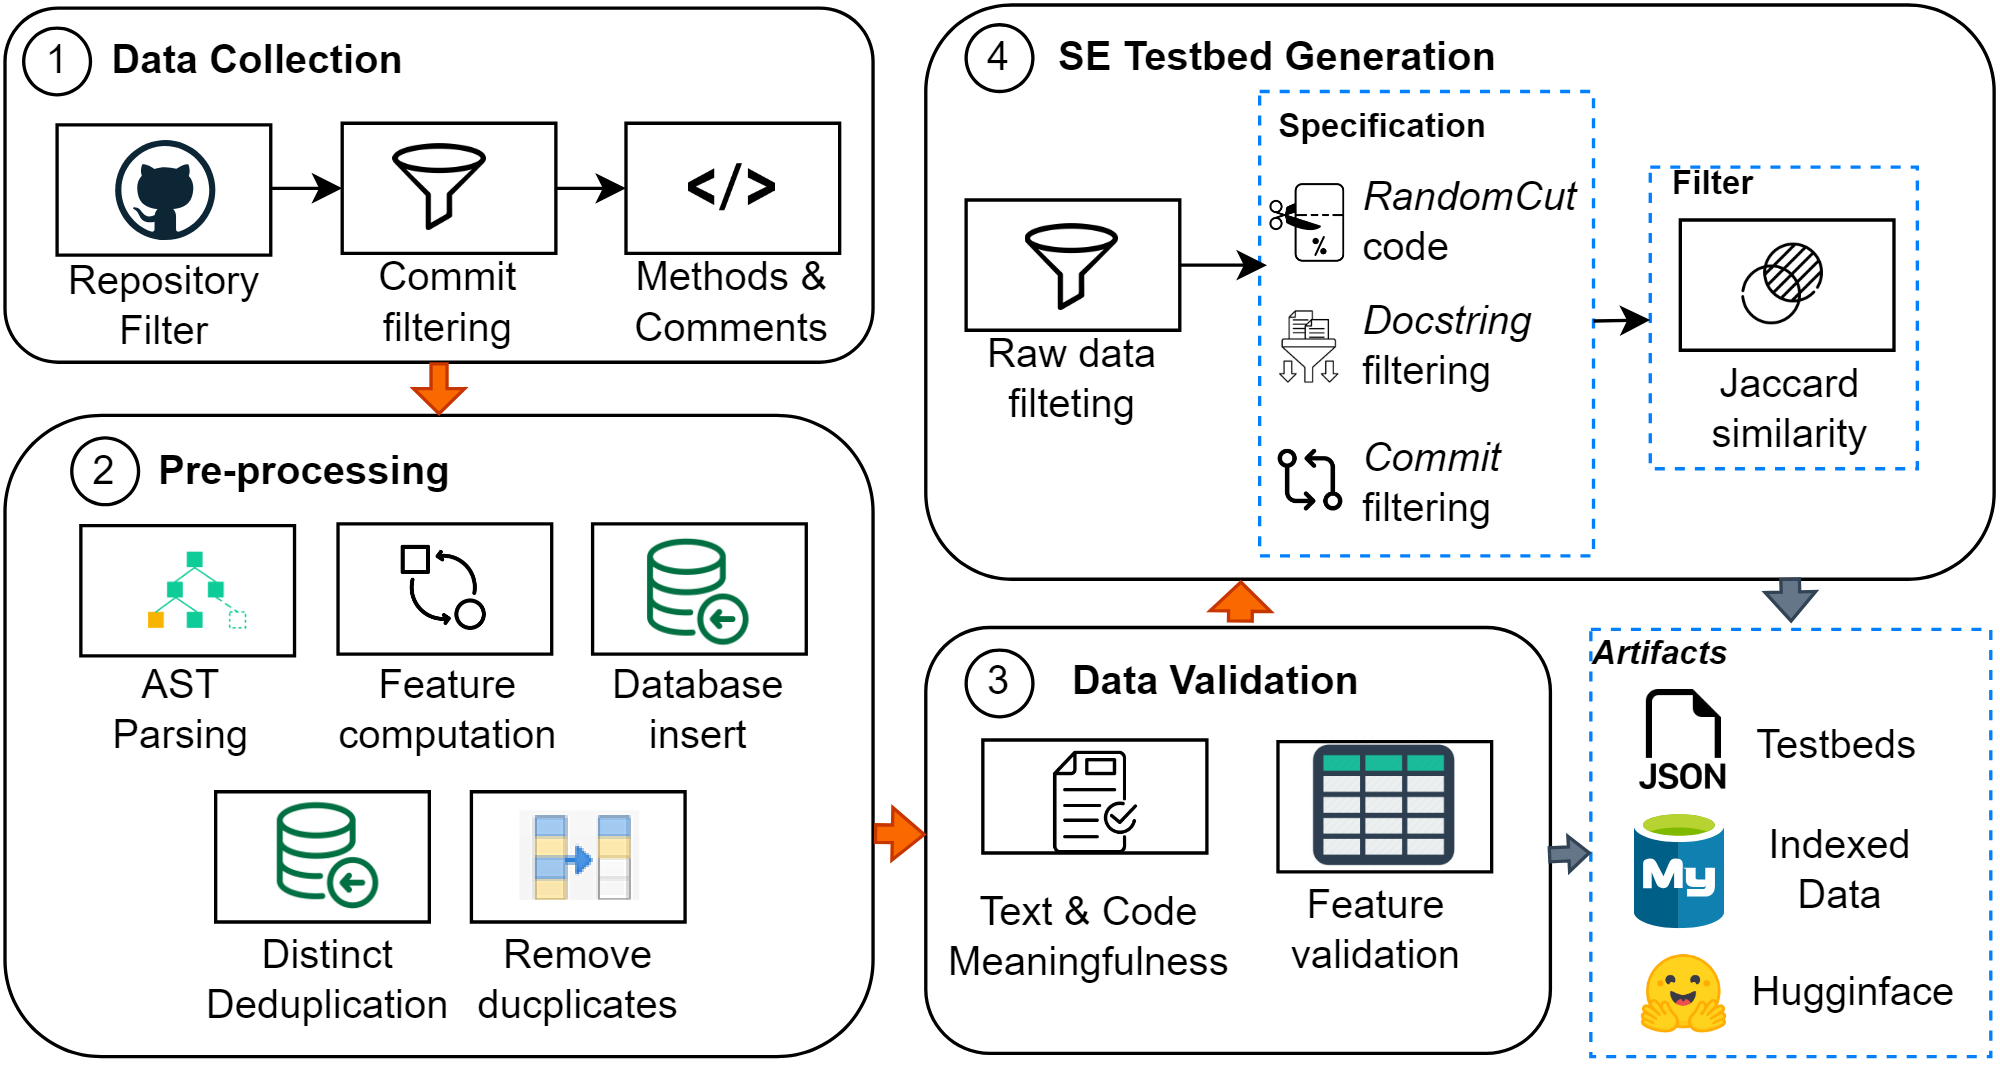 1 Data Collection
Repository
Filter
Commit
filtering
</>
Methods &
Comments
2 Pre-processing
AST
Parsing
Feature
computation
Database
insert
Distinct
Deduplication
Remove
ducplicates
3 Data Validation
Text & Code
Meaningfulness
Feature
validation
4 SE Testbed Generation
Raw data
filteting
Specification
%
RandomCut
code
Docstring
filtering
Commit
filtering
Filter
Jaccard
similarity
Artifacts
JSON
Testbeds
My
Indexed
Data
Hugginface